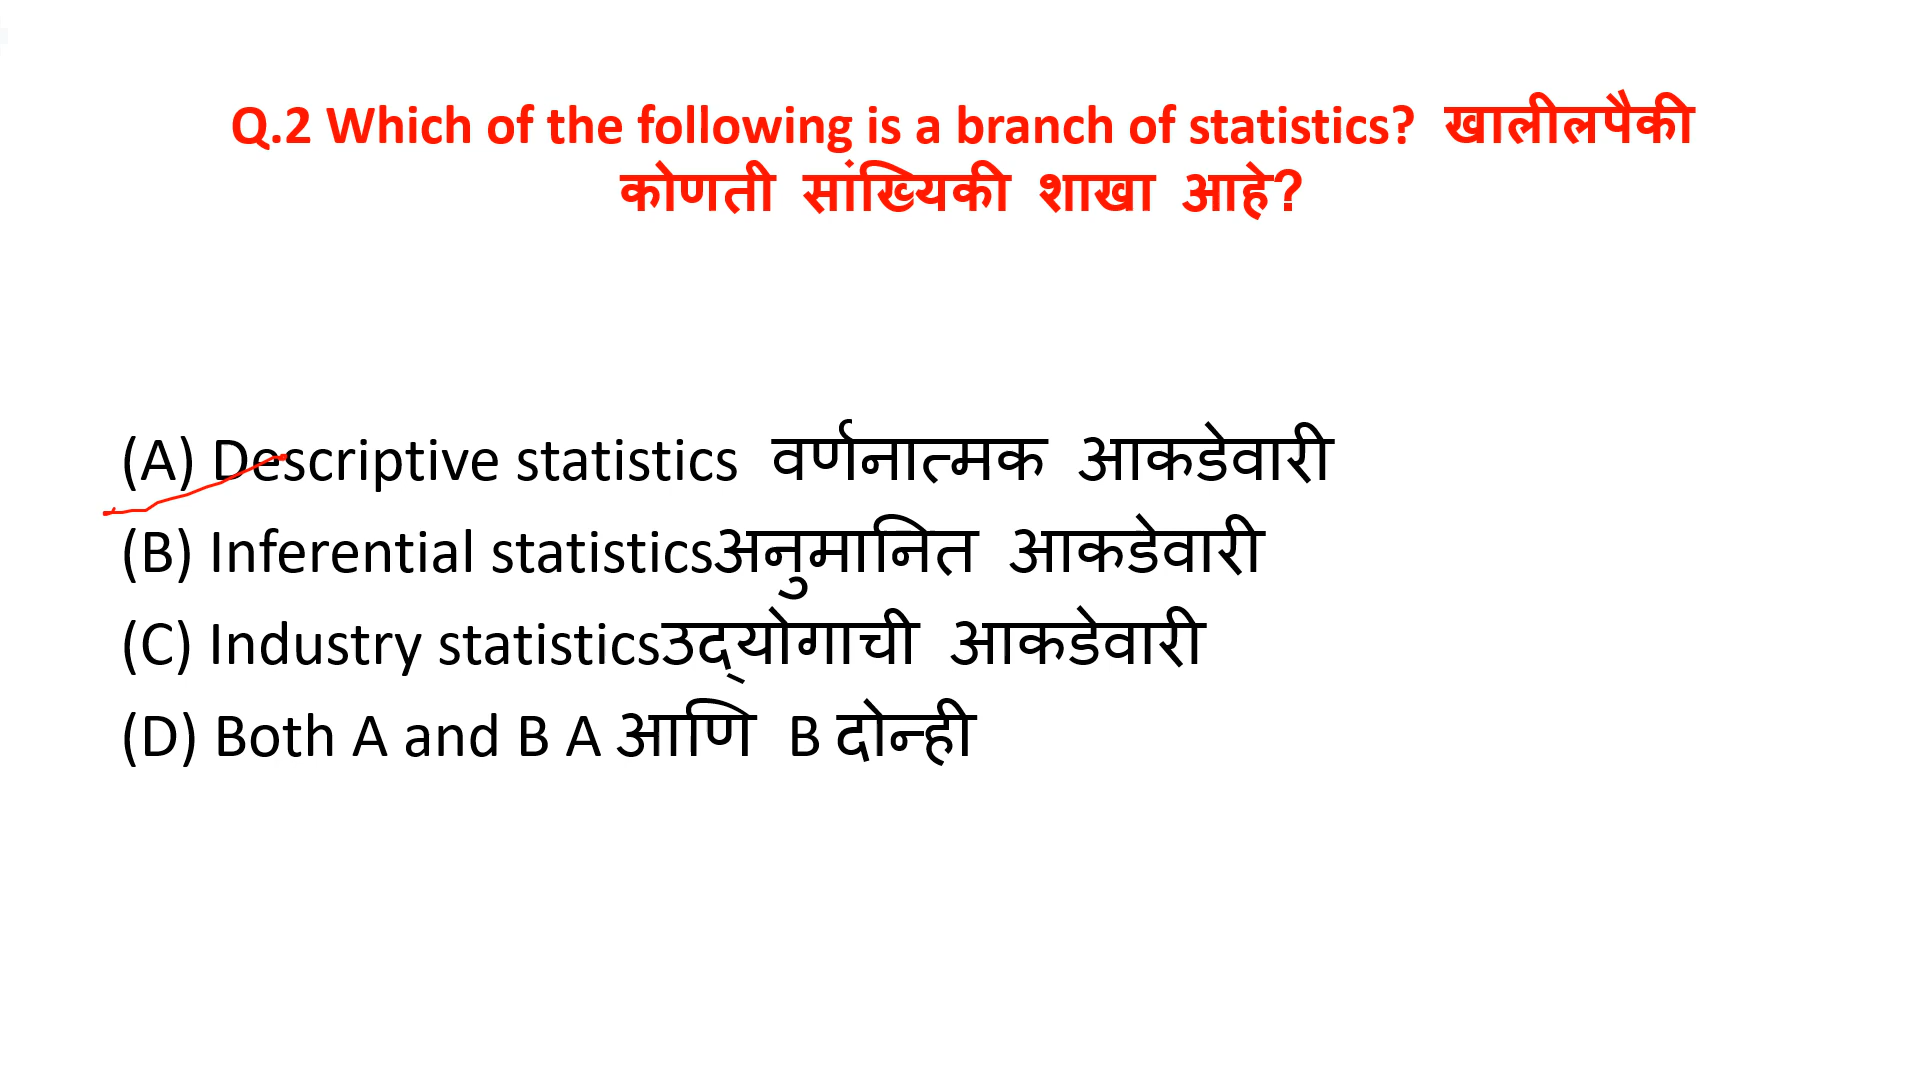 Q.2 Which of the following is a branch of statistics? खालीलपैकी
कोणती सांख्यिकी शाखा आहे?
(A) Descriptive statistics वर्णनात्मक आकडेवारी
(B) Inferential statisticsअनुमानित आकडेवारी
(C) Industry statisticsउद्‌योगाची आकडेवारी
(D) Both A and B A आणि B दोन्ही